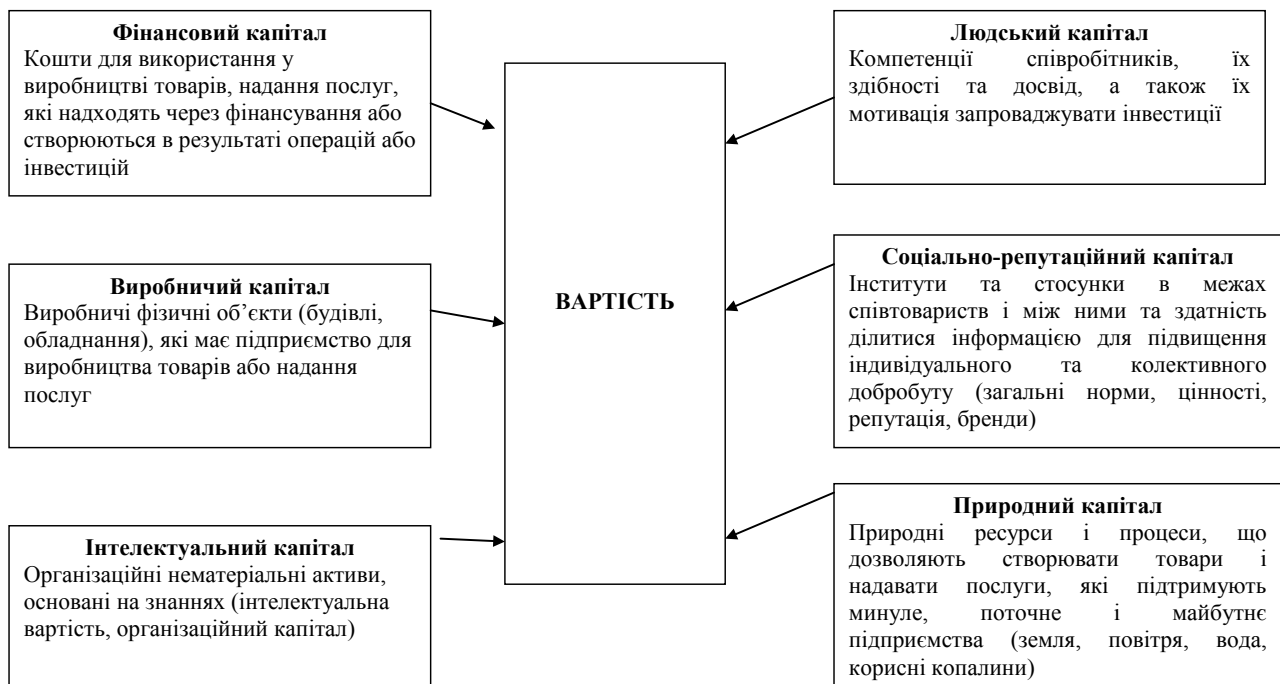 Фінансовий капітал
Кошти для використання у
виробництві товарів, надання послуг,
які надходять через фінансування або
створюються в результаті операцій або
інвестицій
Виробничий капітал
Виробничі фізичні об’єкти (будівлі,
обладнання), які має підприємство для
виробництва товарів або надання
послуг
Інтелектуальний капітал
Організаційні нематеріальні активи,
основані на знаннях (інтелектуальна
вартість, організаційний капітал)
ВАРТІСТЬ
Людський капітал
Компетенції співробітників, їх
здібності та досвід, а також їх
мотивація запроваджувати інвестиції
Соціально-репутаційний капітал
Інститути та стосунки в межах
співтовариств і між ними та здатність
ділитися інформацією для підвищення
індивідуального та колективного
добробуту (загальні норми, цінності,
репутація, бренди)
Природний капітал
Природні ресурси і процеси, що
дозволяють створювати товари і
надавати послуги, які підтримують
минуле, поточне і майбутнє
підприємства (земля, повітря, вода,
корисні копалини)